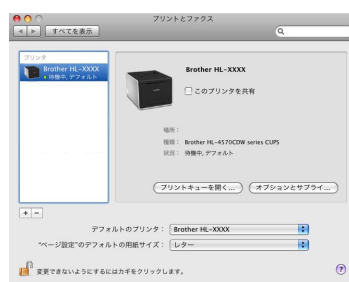 プリントとファクス
すべてを表示
プリンタ
Brother HL-XXXX
待機中, デフォルト
Brother HL-XXXX
このプリンタを共有
場所：
種類： Brother HL-4570CDW series CUPS
状況： 待機中, デフォルト
プリントキューを開く... オプションとサプライ...
+ −
デフォルトのプリンタ： Brother HL-XXXX
"ページ設定"のデフォルトの用紙サイズ： レター
変更できないようにするにはカギをクリックします。
?